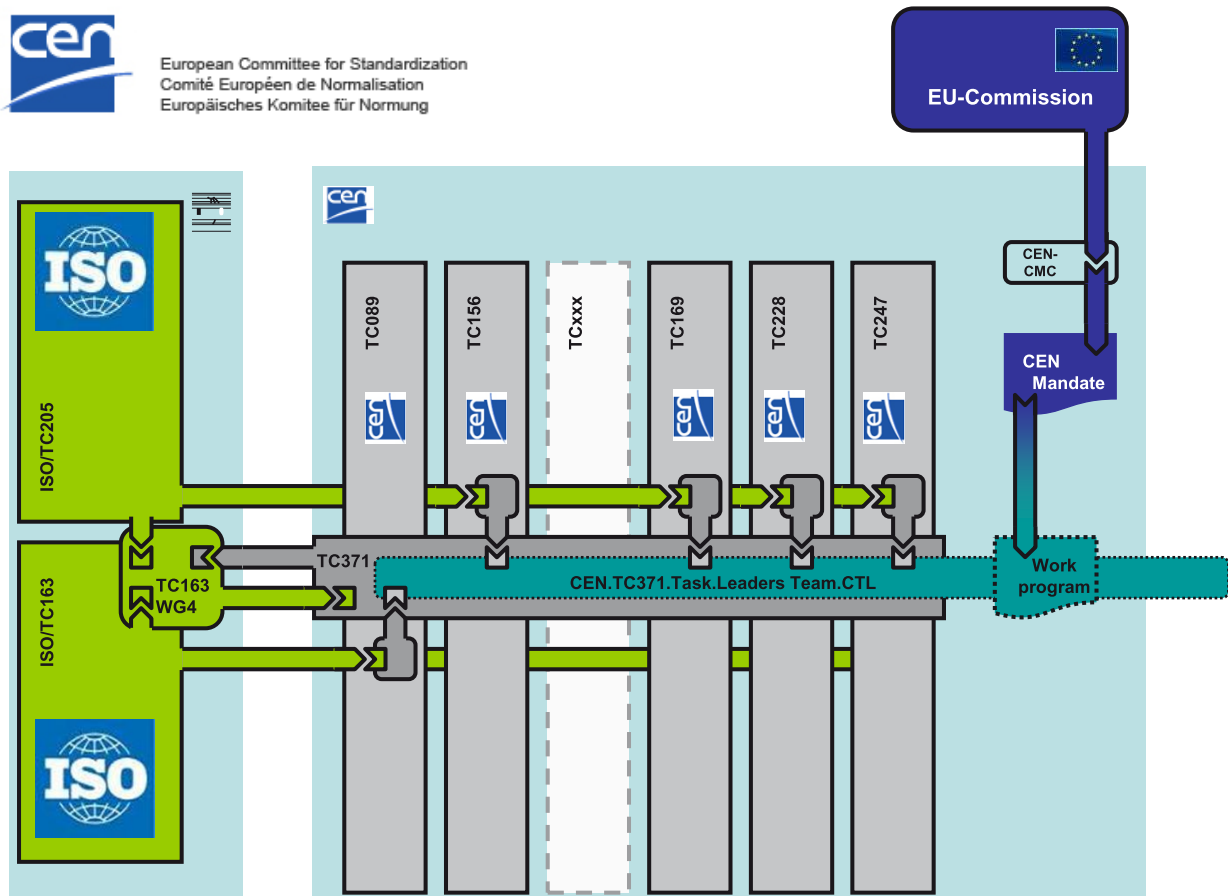 cen
European Committee for Standardization
Comité Européen de Normalisation
Europäisches Komitee für Normung
EU-Commission
ISO
cen
CEN-
CMC
CEN
Mandate
TC089
TC156
TCxxx
TC169
TC228
TC247
cen
cen
cen
cen
cen
ISO/TC205
TC371
TC163
WG4
CEN.TC371.Task.Leaders Team.CTL
Work
program
ISO/TC163
ISO